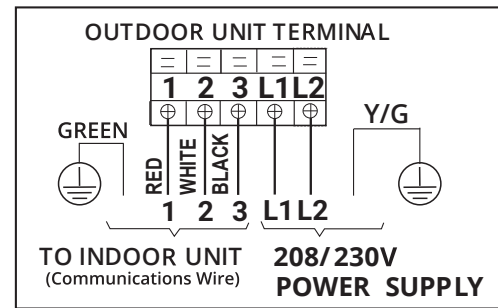 OUTDOOR UNIT TERMINAL
1 2 3 L1 L2
GREEN
Y/G
RED
WHITE
BLACK
1 2 3 L1 L2
TO INDOOR UNIT
(Communications Wire)
208/230V
POWER SUPPLY